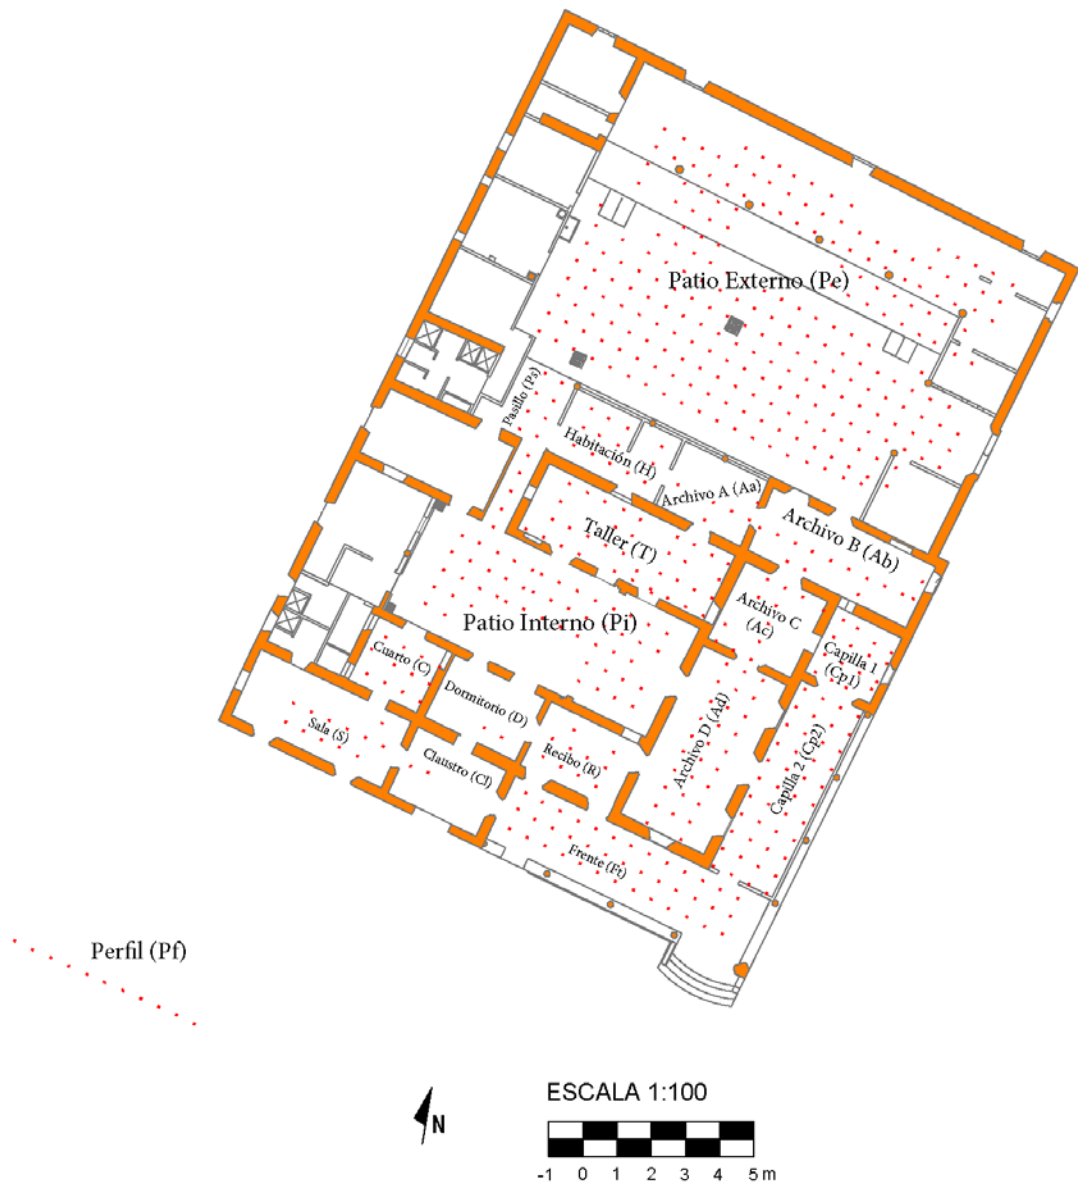 Patio Externo (Pe)
Pasillo (Ps)
Habitación (H)
Archivo A (Aa)
Taller (T)
Archivo B (Ab)
Archivo C
(Ac)
Patio Interno (Pi)
Capilla 1
(Cp1)
Cuarto (C)
Dormitorio (D)
Archivo D (Ad)
Capilla 2 (Cp2)
Sala (S)
Claustro (Cl)
Recibo (R)
Frente (Ft)
Perfil (Pf)
N
ESCALA 1:100
-1 0 1 2 3 4 5 m